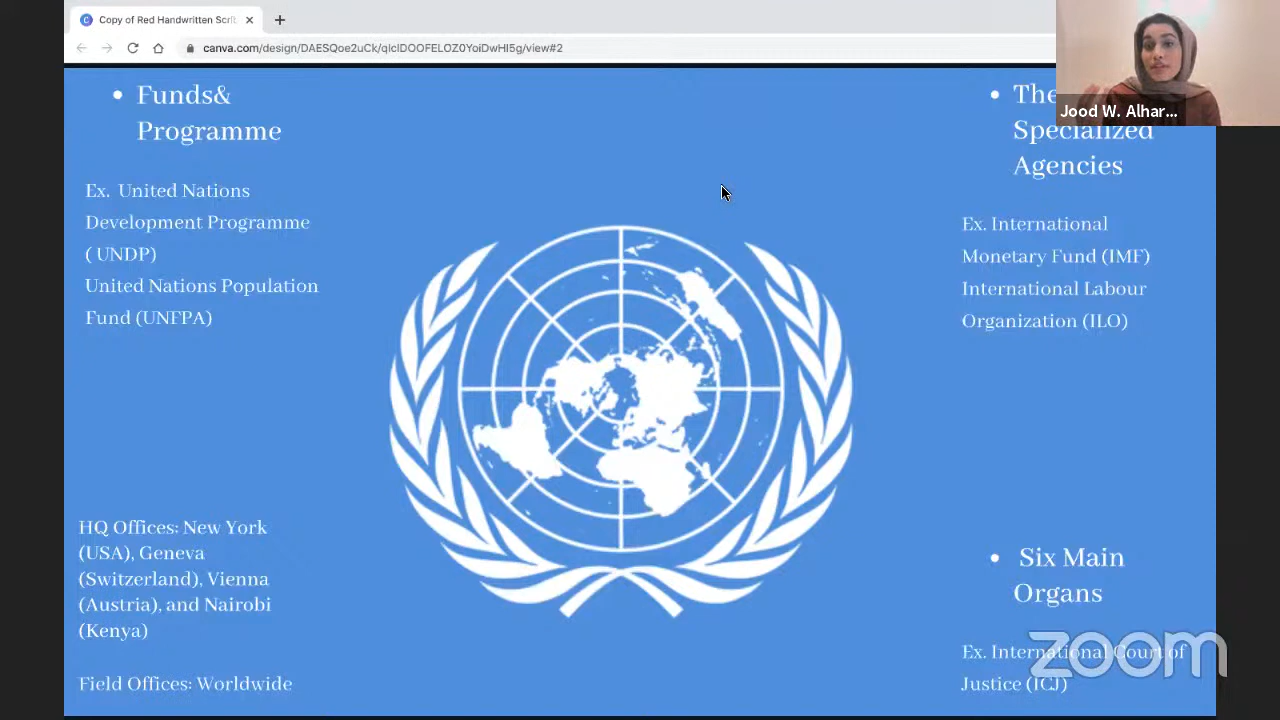 Copy of Red Handwritten Scri
canva.com/design/DAESQoe2uCk/qicIDOOFELOZ0YoiDwHI5g/view#2
Jood W. Alhar...
• Funds&
Programme
Ex. United Nations
Development Programme
( UNDP)
United Nations Population
Fund (UNFPA)
HQ Offices: New York
(USA), Geneva
(Switzerland), Vienna
(Austria), and Nairobi
(Kenya)
Field Offices: Worldwide
• The
Specialized
Agencies
Ex. International
Monetary Fund (IMF)
International Labour
Organization (ILO)
• Six Main
Organs
Ex. International Court of
Justice (ICJ)
zoom